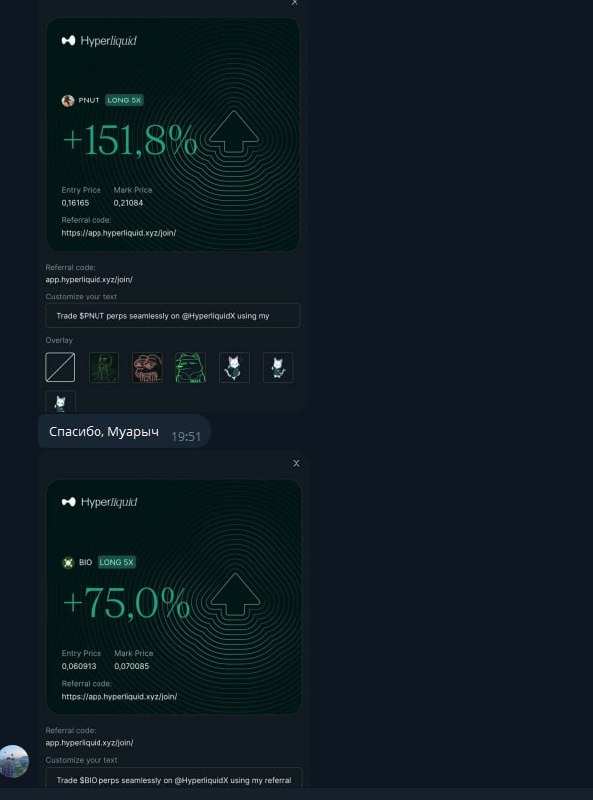 X
Hyperliquid
PNUT LONG 5X
+151,8%
Entry Price Mark Price
0,16165 0,21084
Referral code:
https://app.hyperliquid.xyz/join/
Referral code:
app.hyperliquid.xyz/join/
Customize your text
Trade $PNUT perps seamlessly on @HyperliquidX using my
Overlay
Спасибо, Муарыч 19:51
X
Hyperliquid
BIO LONG 5X
+75,0%
Entry Price Mark Price
0,060913 0,070085
Referral code:
https://app.hyperliquid.xyz/join/
Referral code:
app.hyperliquid.xyz/join/
Customize your text
Trade $BIO perps seamlessly on @HyperliquidX using my referral